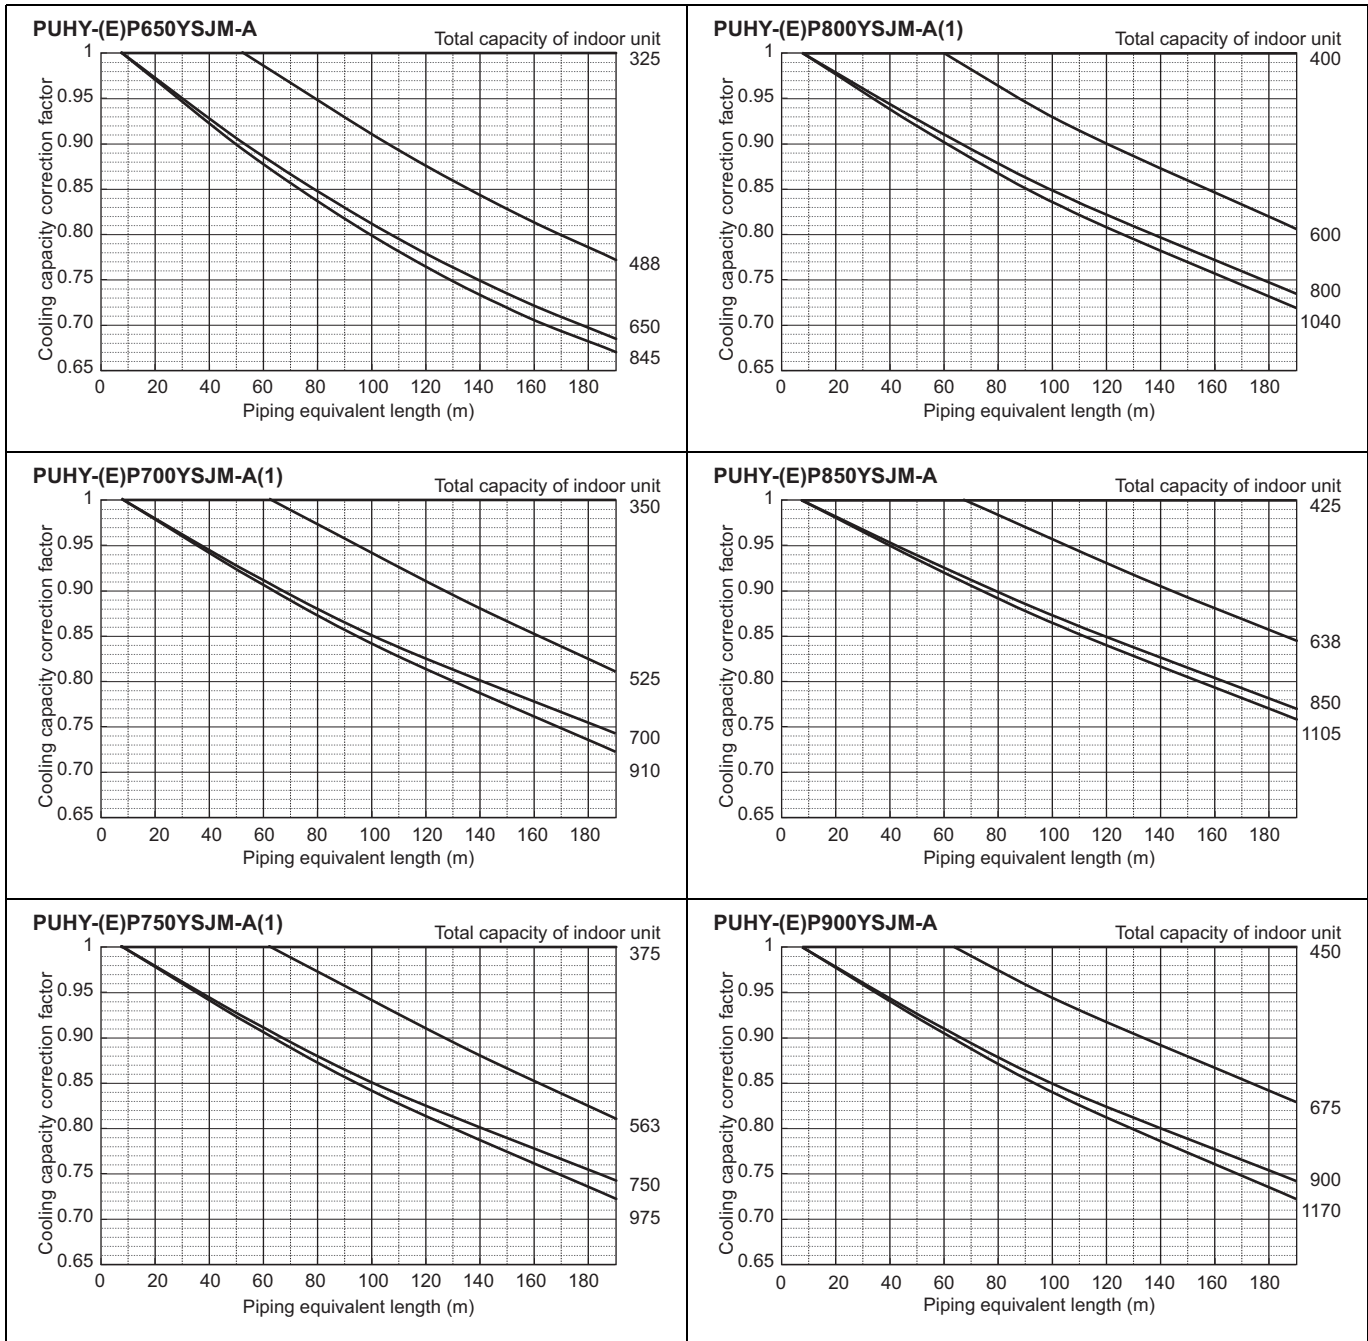 PUHY-(E)P650YSJM-A
Total capacity of indoor unit
Cooling capacity correction factor
1
0.95
0.90
0.85
0.80
0.75
0.70
0.65
325
488
650
845
0 20 40 60 80 100 120 140 160 180
Piping equivalent length (m)
PUHY-(E)P800YSJM-A(1)
Total capacity of indoor unit
Cooling capacity correction factor
1
0.95
0.90
0.85
0.80
0.75
0.70
0.65
400
600
800
1040
0 20 40 60 80 100 120 140 160 180
Piping equivalent length (m)
PUHY-(E)P700YSJM-A(1)
Total capacity of indoor unit
Cooling capacity correction factor
1
0.95
0.90
0.85
0.80
0.75
0.70
0.65
350
525
700
910
0 20 40 60 80 100 120 140 160 180
Piping equivalent length (m)
PUHY-(E)P850YSJM-A
Total capacity of indoor unit
Cooling capacity correction factor
1
0.95
0.90
0.85
0.80
0.75
0.70
0.65
425
638
850
1105
0 20 40 60 80 100 120 140 160 180
Piping equivalent length (m)
PUHY-(E)P750YSJM-A(1)
Total capacity of indoor unit
Cooling capacity correction factor
1
0.95
0.90
0.85
0.80
0.75
0.70
0.65
375
563
750
975
0 20 40 60 80 100 120 140 160 180
Piping equivalent length (m)
PUHY-(E)P900YSJM-A
Total capacity of indoor unit
Cooling capacity correction factor
1
0.95
0.90
0.85
0.80
0.75
0.70
0.65
450
675
900
1170
0 20 40 60 80 100 120 140 160 180
Piping equivalent length (m)